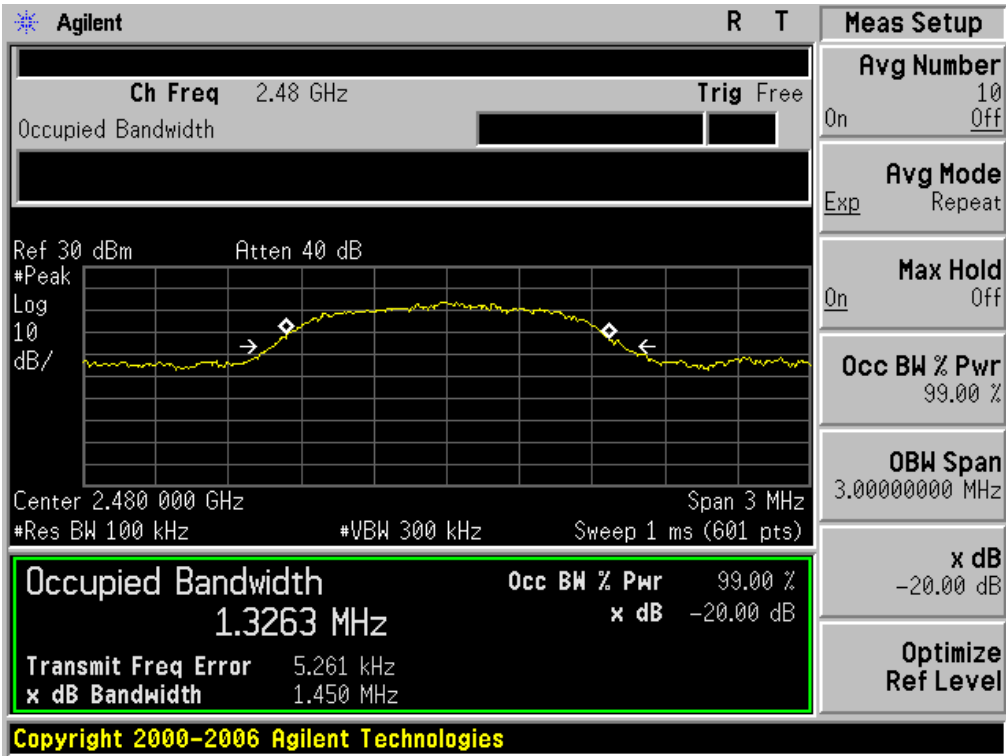 Agilent R T
Ch Freq 2.48 GHz Trig Free
Occupied Bandwidth
Ref 30 dBm Atten 40 dB
#Peak
Log
10
dB/
Center 2.480 000 GHz Span 3 MHz
#Res BW 100 kHz #VBW 300 kHz Sweep 1 ms (601 pts)
Occupied Bandwidth Occ BW % Pwr 99.00 %
1.3263 MHz x dB -20.00 dB
Transmit Freq Error 5.261 kHz
x dB Bandwidth 1.450 MHz
Copyright 2000-2006 Agilent Technologies
Meas Setup
Avg Number
10
On Off
Avg Mode
Exp Repeat
Max Hold
On Off
Occ BW % Pwr
99.00 %
OBW Span
3.00000000 MHz
x dB
-20.00 dB
Optimize
Ref Level